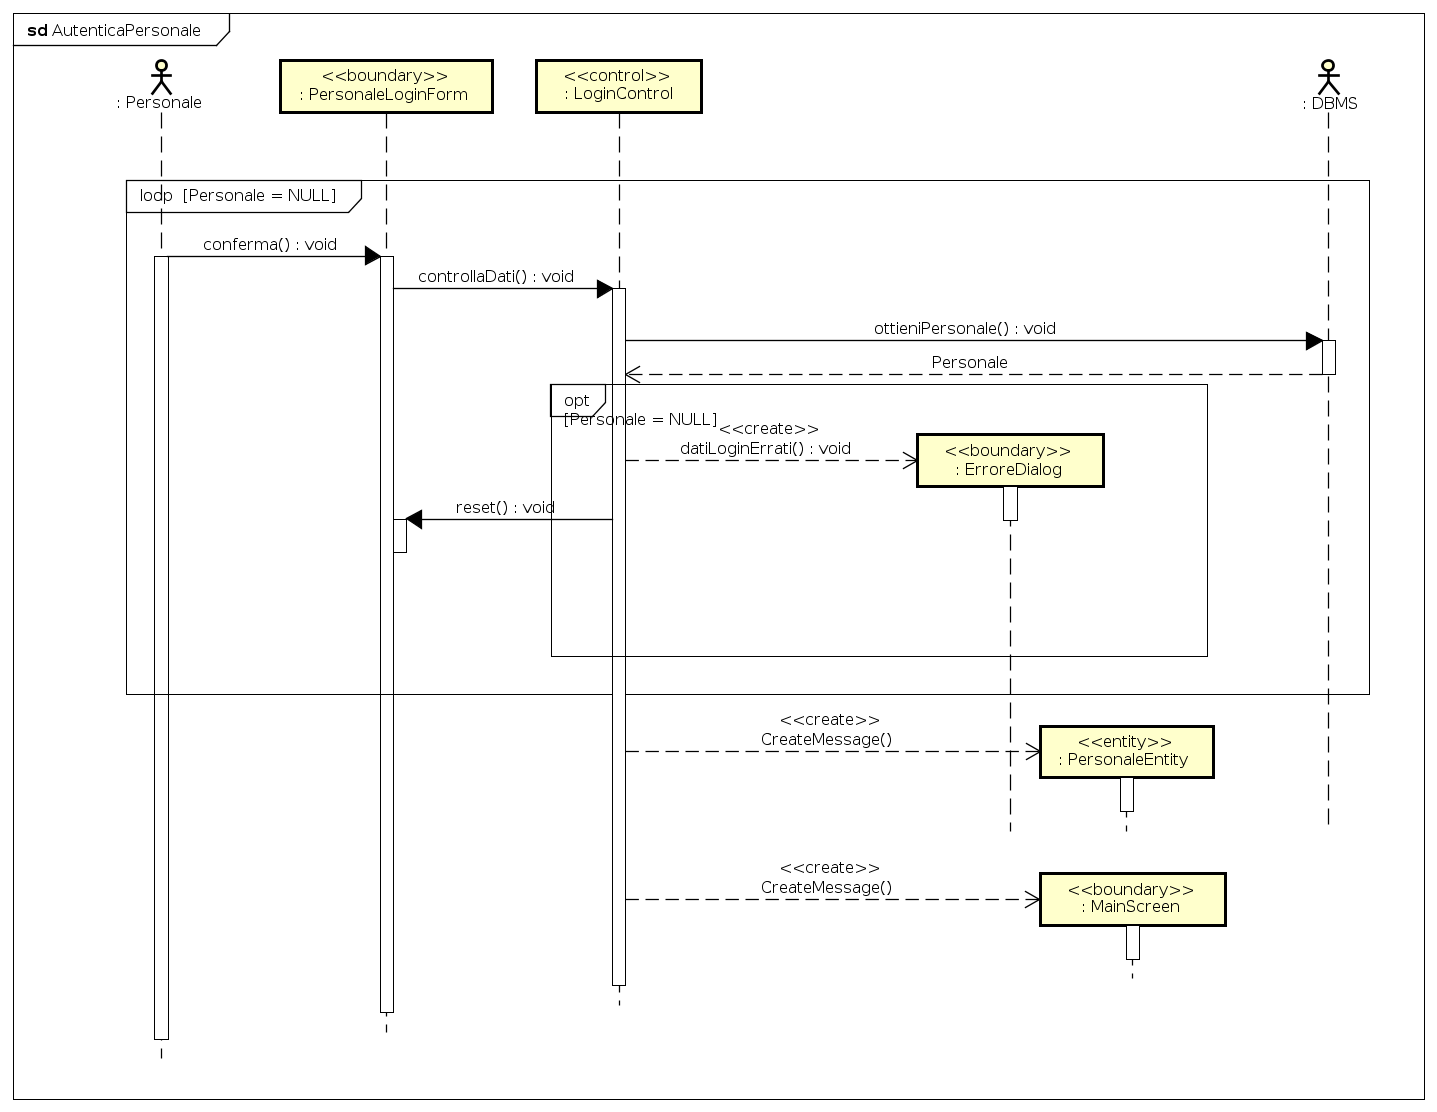 sd AutenticaPersonale
: Personale
<<boundary>>
: PersonaleLoginForm
<<control>>
: LoginControl
: DBMS
loop [Personale = NULL]
conferma() : void
controllaDati() : void
ottieniPersonale() : void
Personale
opt
[Personale = NULL]
<<create>>
datiLoginErrati() : void
<<boundary>>
: ErroreDialog
reset() : void
<<create>>
CreateMessage()
<<entity>>
: PersonaleEntity
<<create>>
CreateMessage()
<<boundary>>
: MainScreen